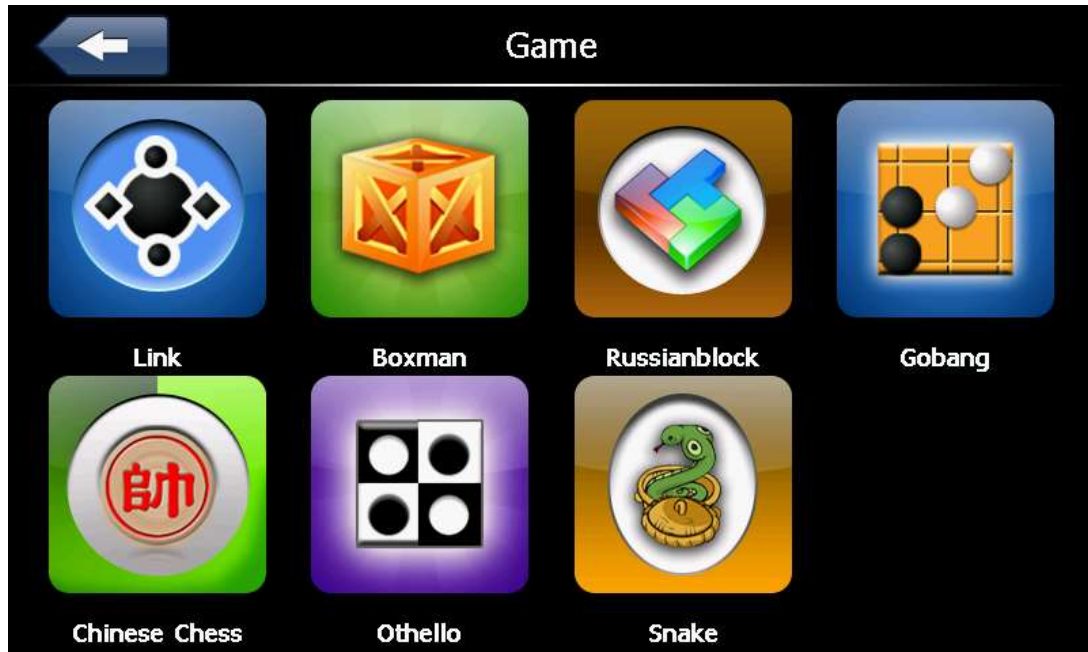 Game
Link Boxman Russianblock Gobang
帥
Chinese Chess Othello Snake